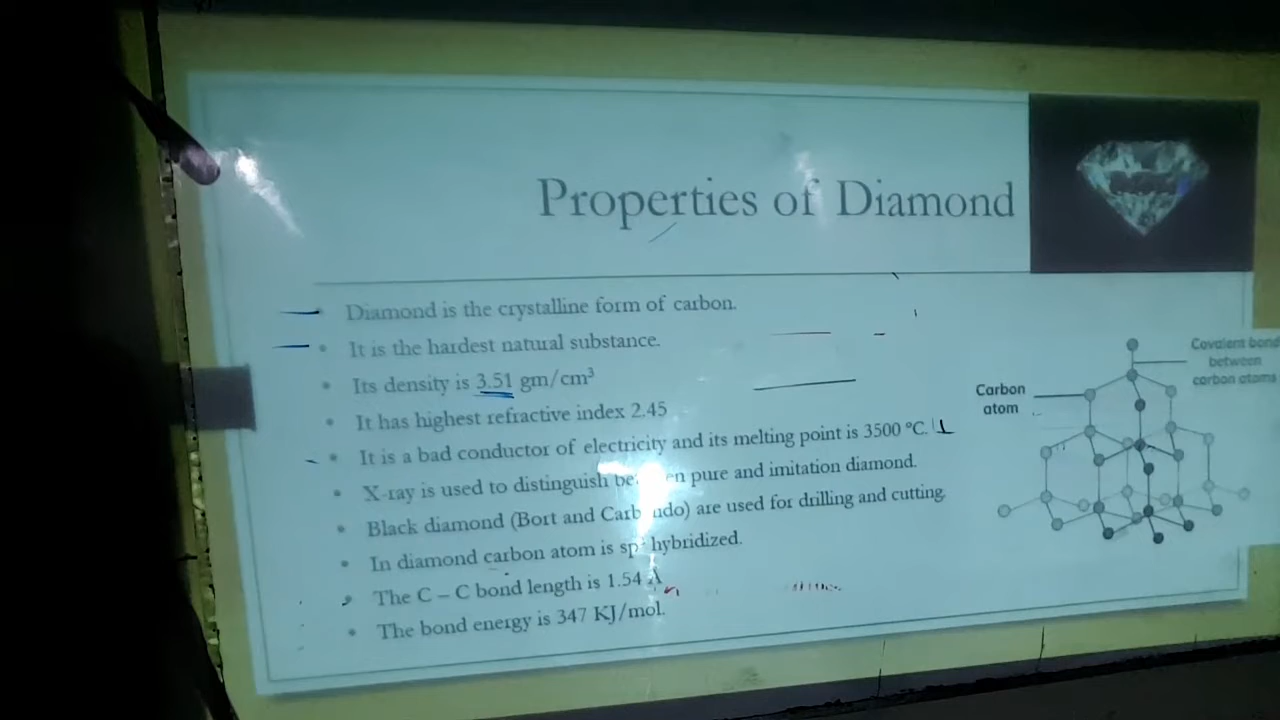 Properties of Diamond
Diamond is the crystalline form of carbon.
• It is the hardest natural substance.
• Its density is 3.51 gm/cm³
• It has highest refractive index 2.45
• It is a bad conductor of electricity and its melting point is 3500 °C.
• X-ray is used to distinguish pure and imitation diamond.
• Black diamond (Bort and) are used for drilling and cutting.
• In diamond carbon atom is hybridized.
• The C – C bond length is 1.54
• The bond energy is 347 KJ/mol.
Carbon
atom
Covalent bond
between
carbon atoms